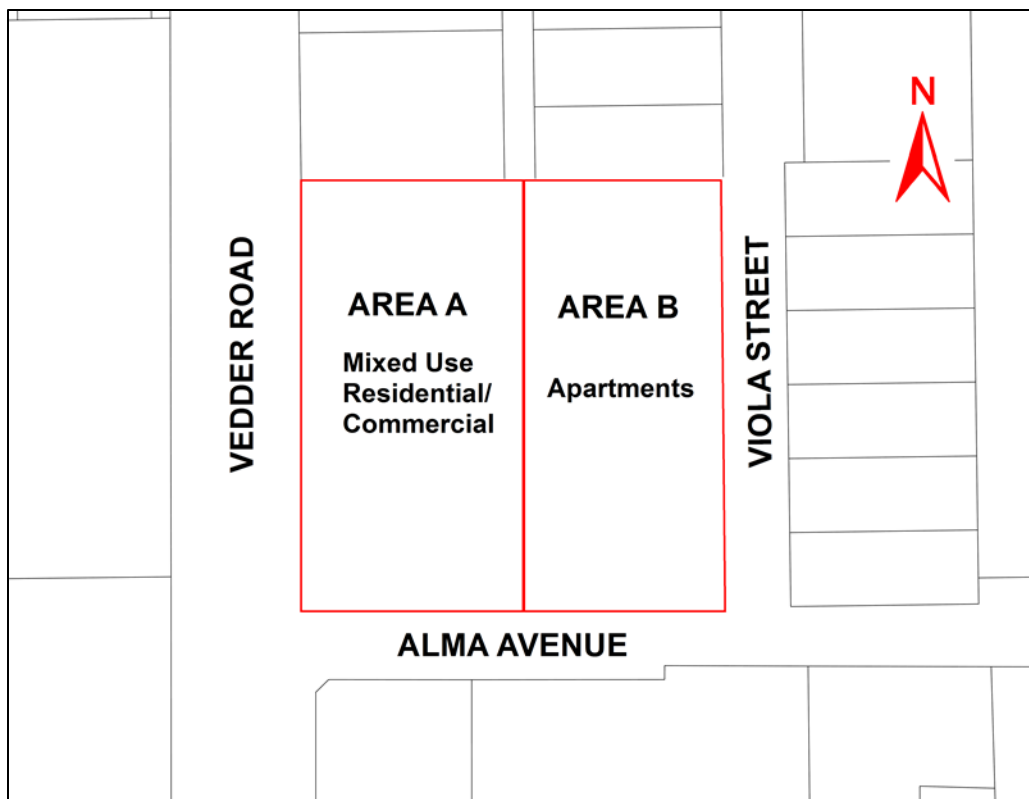 N
VEDDER ROAD
AREA A
Mixed Use
Residential/
Commercial
AREA B
Apartments
VIOLA STREET
ALMA AVENUE